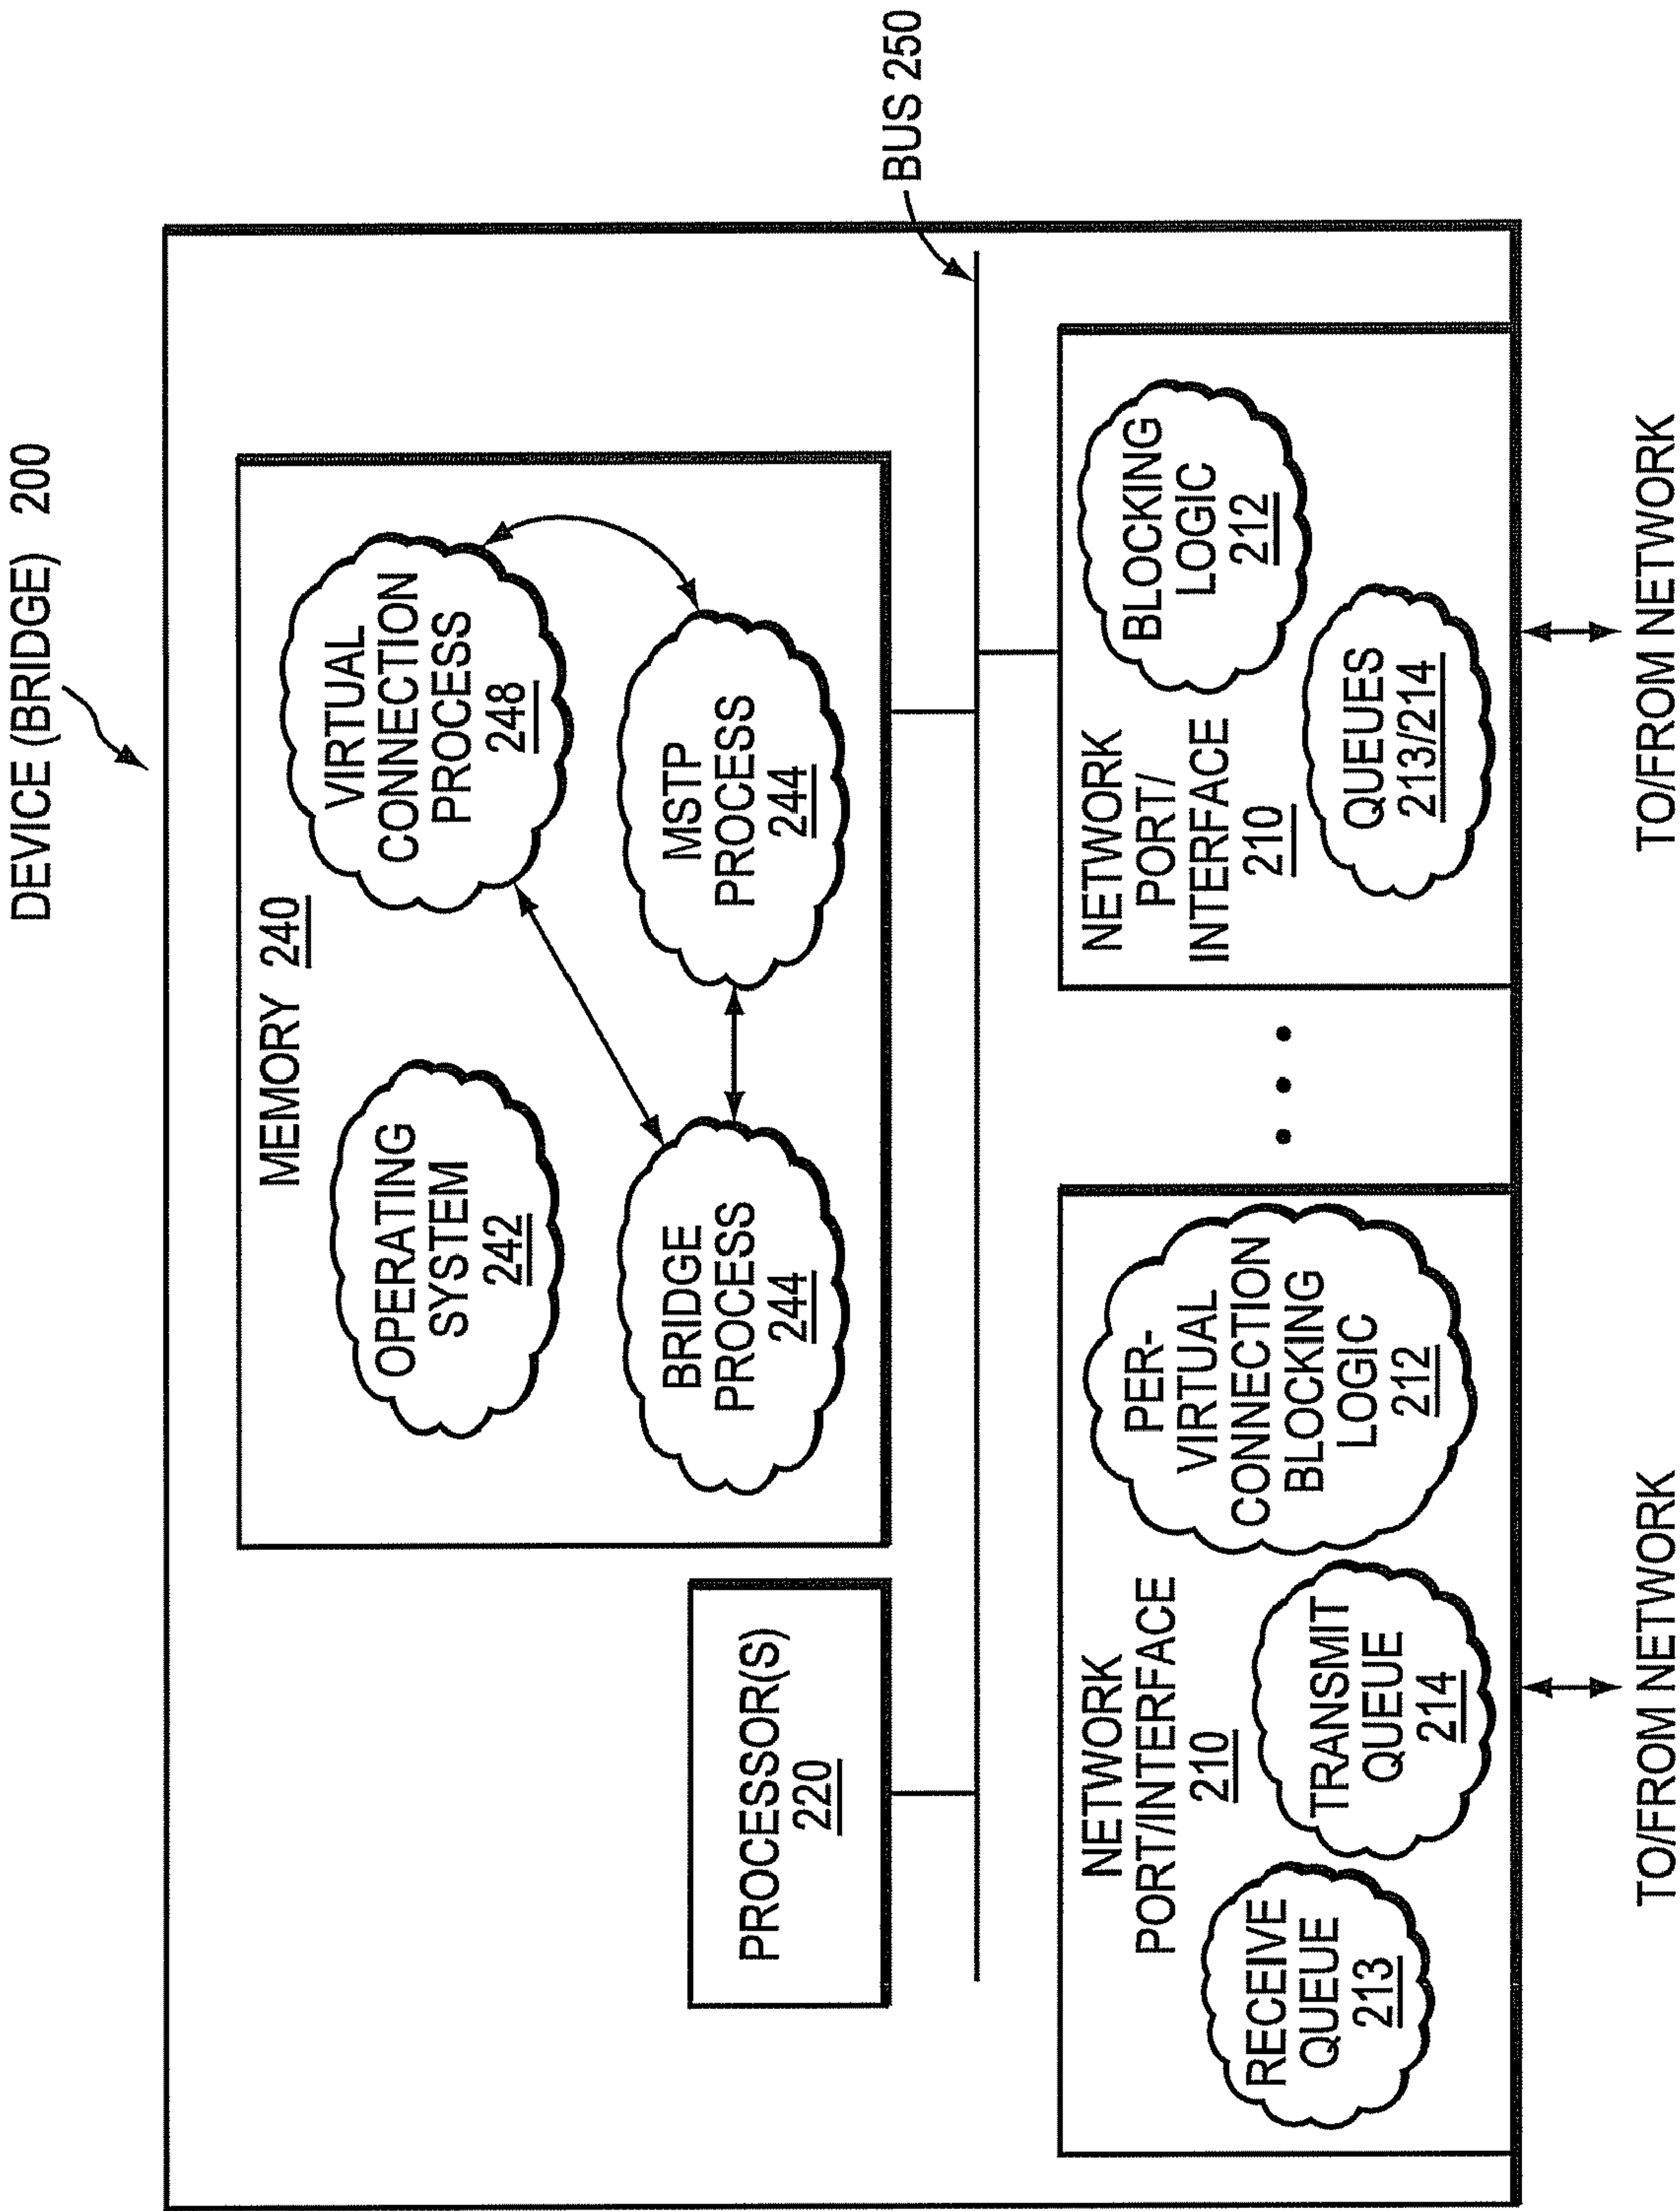 DEVICE (BRIDGE) 200
MEMORY 240
OPERATING
SYSTEM
242
VIRTUAL
CONNECTION
PROCESS
248
BRIDGE
PROCESS
244
MSTP
PROCESS
244
PROCESSOR(S)
220
BUS 250
NETWORK
PORT/INTERFACE
210
RECEIVE
QUEUE
213
TRANSMIT
QUEUE
214
PER-
VIRTUAL
CONNECTION
BLOCKING
LOGIC
212
NETWORK
PORT/
INTERFACE
210
BLOCKING
LOGIC
212
QUEUES
213/214
TO/FROM NETWORK
TO/FROM NETWORK